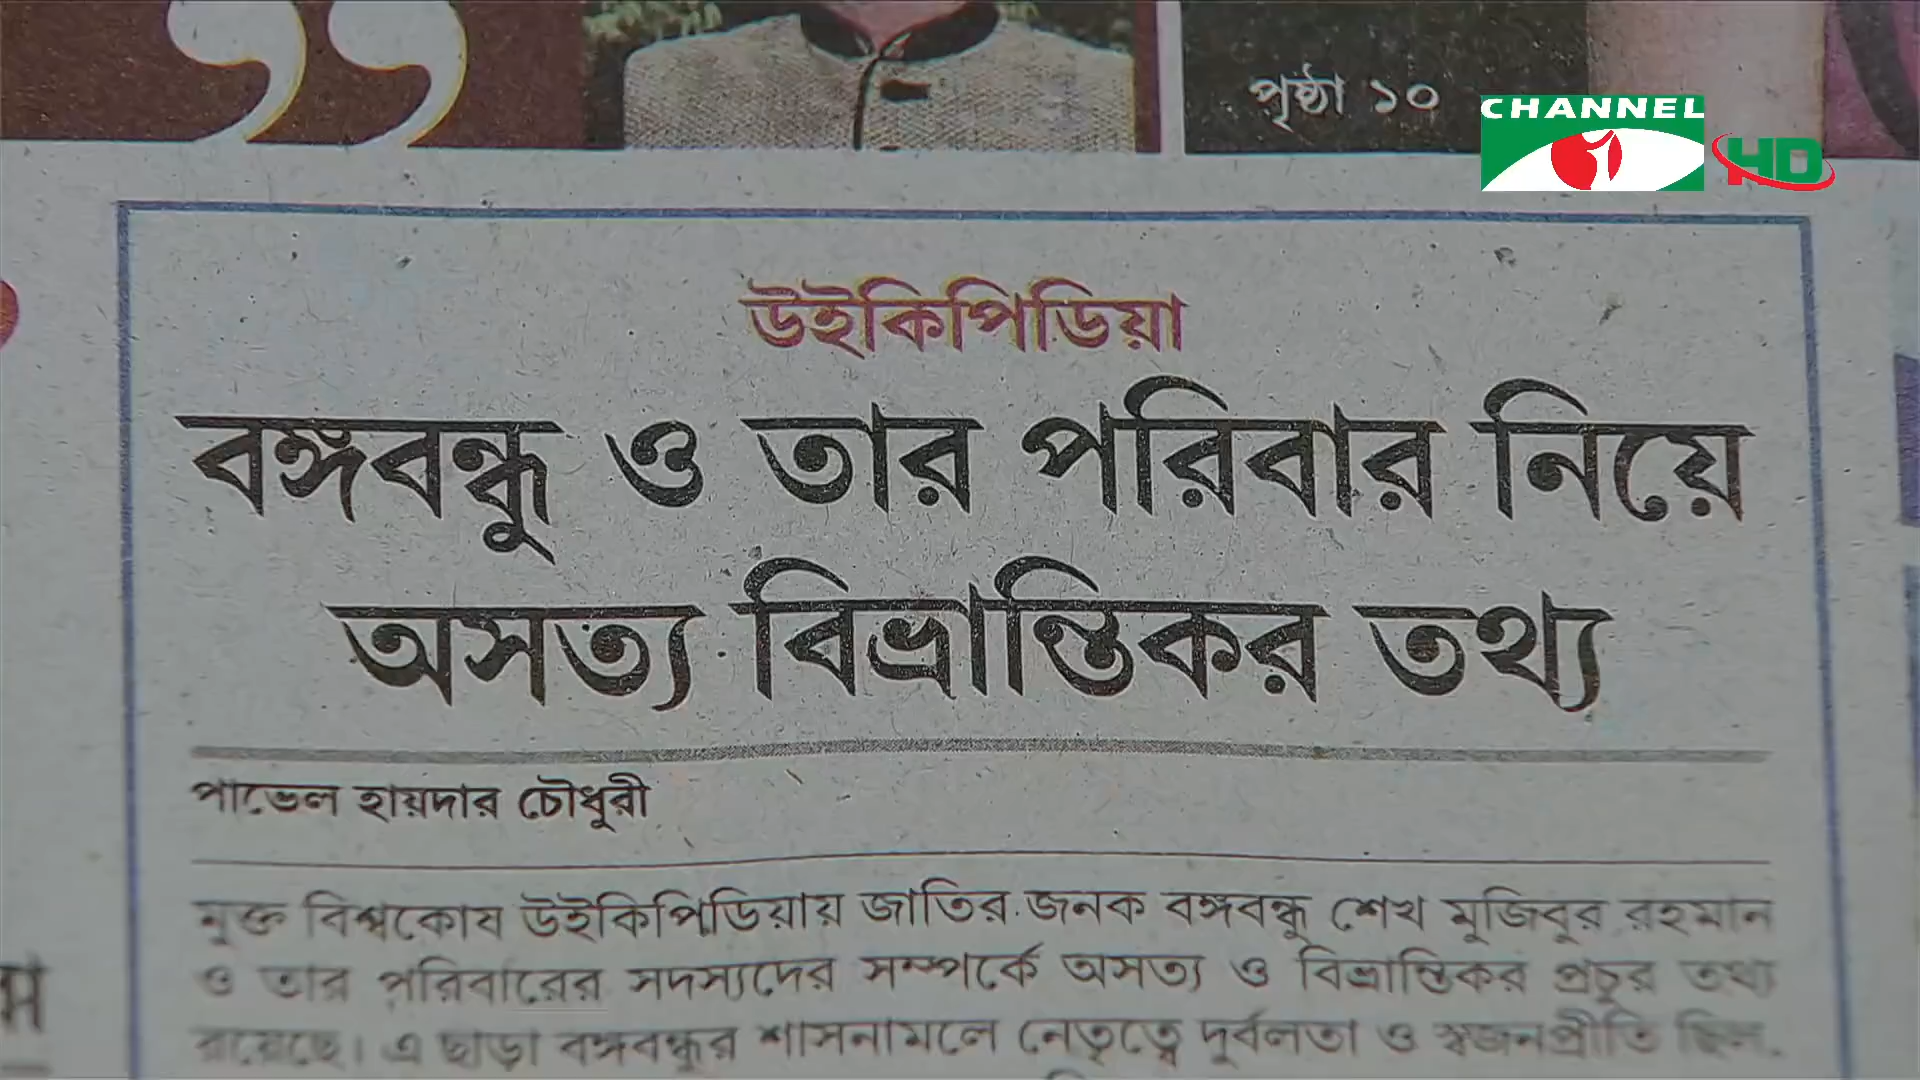 পৃষ্ঠা ১০
CHANNEL
HD
উইকিপিডিয়া
বঙ্গবন্ধু ও তার পরিবার নিয়ে
অসত্য বিভ্রান্তিকর তথ্য
পাভেল হায়দার চৌধুরী
মুক্ত বিশ্বকোষ উইকিপিডিয়ায় জাতির জনক বঙ্গবন্ধু শেখ মুজিবুর রহমান
ও তার পরিবারের সদস্যদের সম্পর্কে অসত্য ও বিভ্রান্তিকর প্রচুর তথ্য
রয়েছে। এ ছাড়া বঙ্গবন্ধুর শাসনামলে নেতৃত্বে দুর্বলতা ও স্বজনপ্রীতি ছিল,